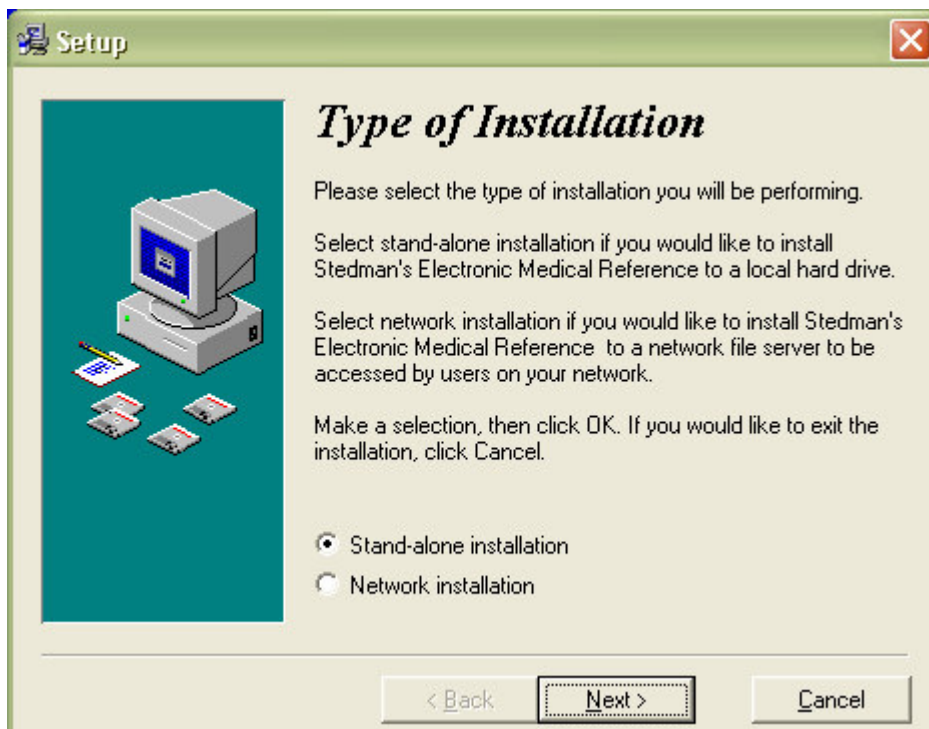 Setup
Type of Installation
Please select the type of installation you will be performing.
Select stand-alone installation if you would like to install
Stedman's Electronic Medical Reference to a local hard drive.
Select network installation if you would like to install Stedman's
Electronic Medical Reference  to a network file server to be
accessed by users on your network.
Make a selection, then click OK. If you would like to exit the
installation, click Cancel.
Stand-alone installation
Network installation
< Back
Next >
Cancel